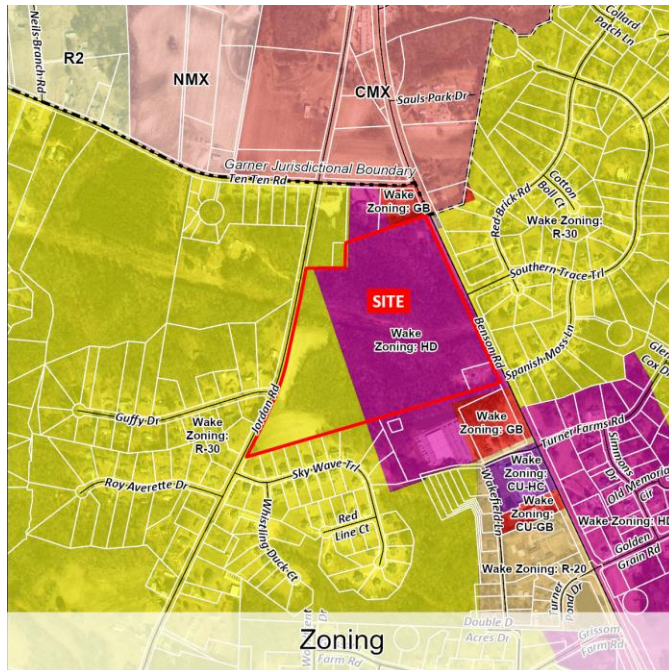 Neils-Branch-Rd
R2
NMX
CMX
Sauls Park Dr
Collard
Patch Ln
Garner Jurisdictional Boundary
Ten Ten Rd
Wake
Zoning: GB
Red-Brick-Rd
Cotton
Boll Ct
Wake Zoning:
R-30
Southern Trace Trl
SITE
Wake
Zoning: HD
Benson-Rd
Spanish-Moss-Ln
Glen
Cox Dr
Jordan-Rd
Guffy Dr
Wake
Zoning:
R-30
Wake
Zoning:
GB
Turner-Farms-Rd
Simmons
Dr
Sky-Wave-Trl
Roy Averette Dr
Whistling-Duck-Ct
Red
Line Ct
Wakefield-Ln
Wake
Zoning:
CU-HC
Wake
Zoning:
CU-GB
Old Memorial
Cir
Wake Zoning: HD
Golden
Grain Rd
Wake Zoning: R-20
Turner
Pond Dr
Double D
Acres Dr
Grissom
Farm Rd
Farm Rd
Zoning